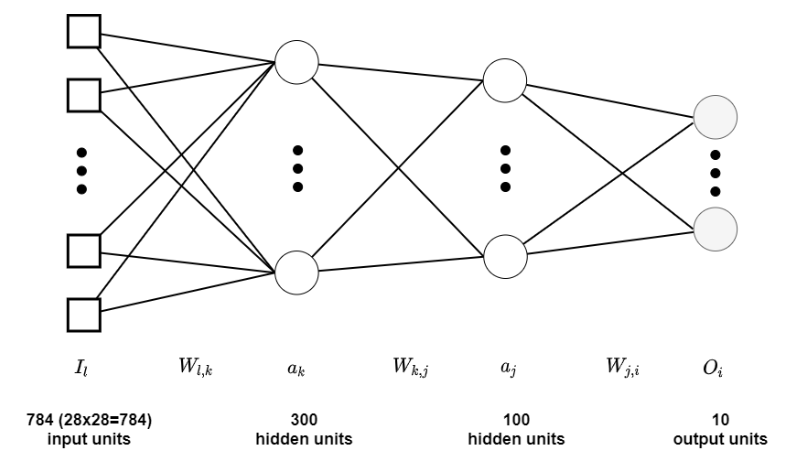 I_l W_{l,k} a_k W_{k,j} a_j W_{j,i} O_i
784 (28x28=784) 300 100 10
input units hidden units hidden units output units